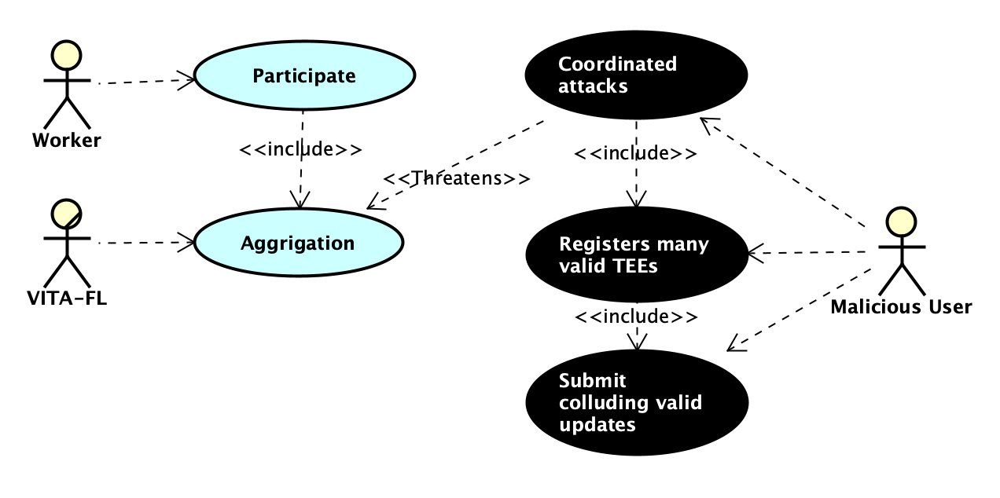 Participate
Coordinated
attacks
Worker
<<include>>
<<include>>
<<Threatens>>
Aggrigation
Registers many
valid TEEs
VITA-FL
Malicious User
<<include>>
Submit
colluding valid
updates